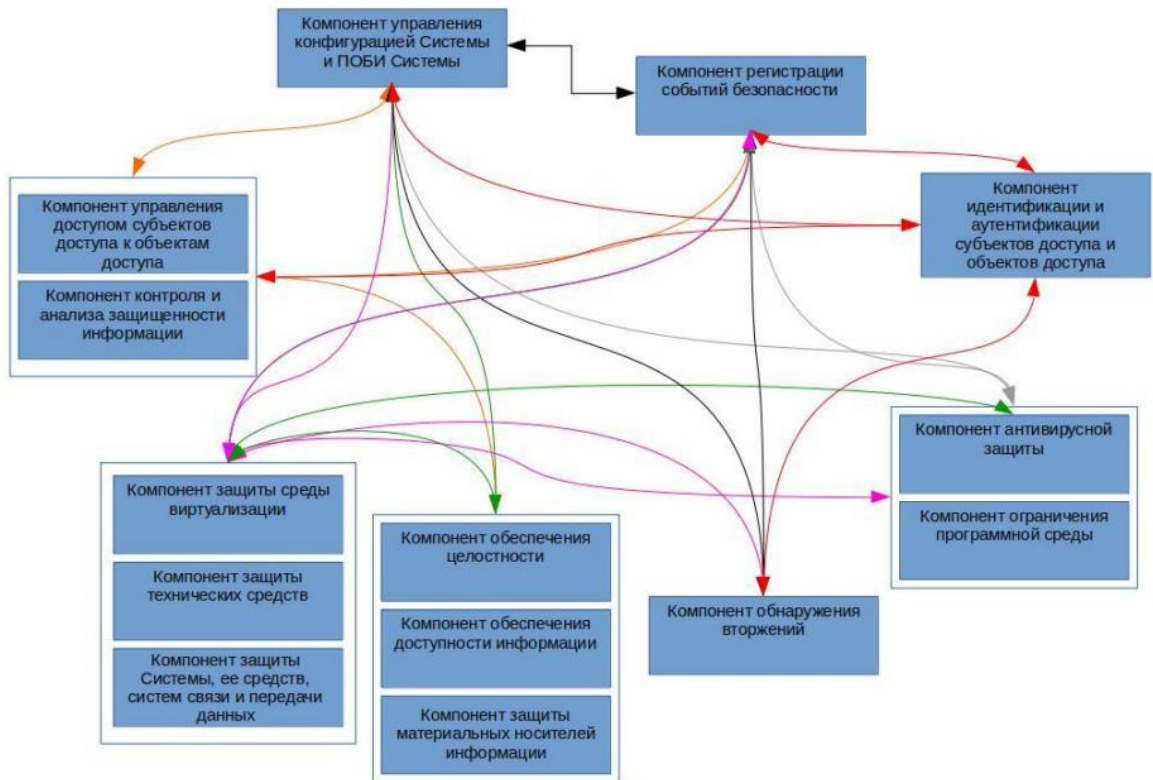 Компонент управления
конфигурацией Системы
и ПОБИ Системы
Компонент регистрации
событий безопасности
Компонент управления
доступом субъектов
доступа к объектам
доступа
Компонент контроля и
анализа защищенности
информации
Компонент
идентификации и
аутентификации
субъектов доступа и
объектов доступа
Компонент антивирусной
защиты
Компонент ограничения
программной среды
Компонент защиты среды
виртуализации
Компонент защиты
технических средств
Компонент защиты
Системы, ее средств,
систем связи и передачи
данных
Компонент обеспечения
целостности
Компонент обеспечения
доступности информации
Компонент защиты
материальных носителей
информации
Компонент обнаружения
вторжений